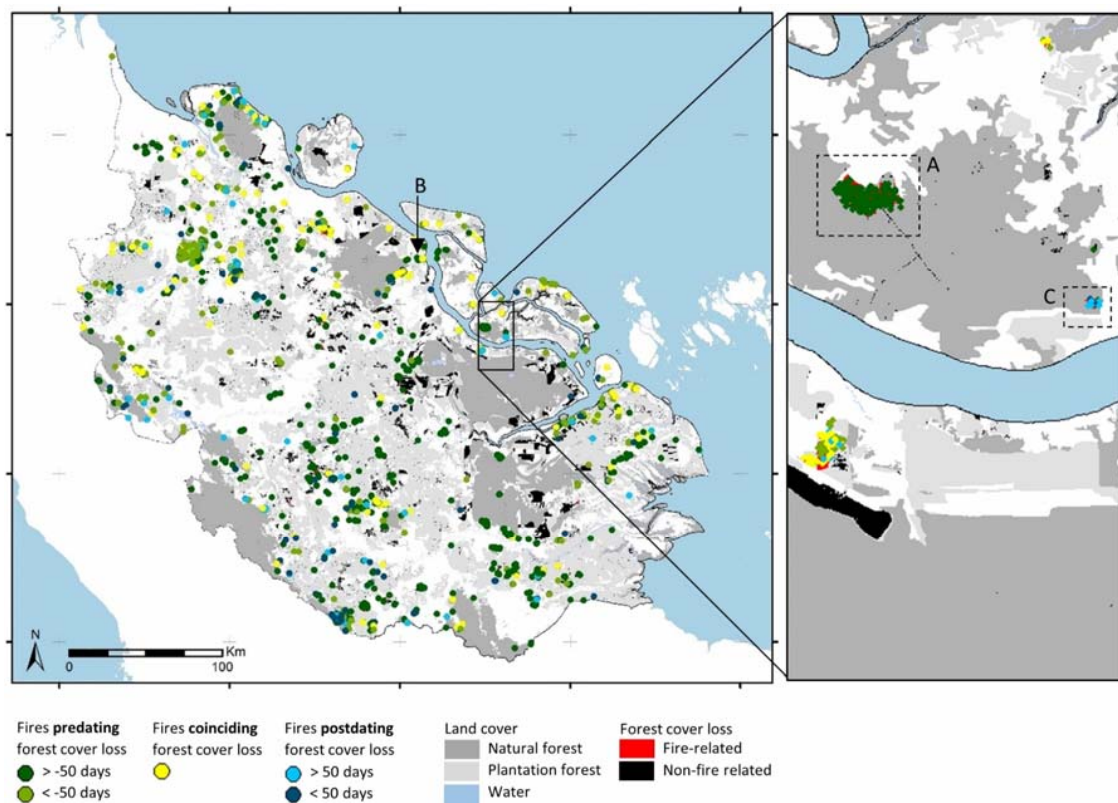 B
A
C
N
Km
0
100
Fires predating
forest cover loss
> -50 days
< -50 days
Fires coinciding
forest cover loss
Fires postdating
forest cover loss
> 50 days
< 50 days
Land cover
Natural forest
Plantation forest
Water
Forest cover loss
Fire-related
Non-fire related